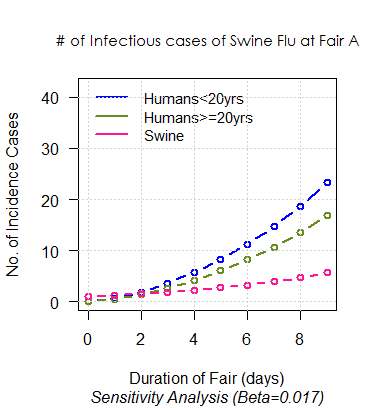 # of Infectious cases of Swine Flu at Fair A
No. of Incidence Cases
40
30
20
10
0
Humans<20yrs
Humans>=20yrs
Swine
0 2 4 6 8
Duration of Fair (days)
Sensitivity Analysis (Beta=0.017)